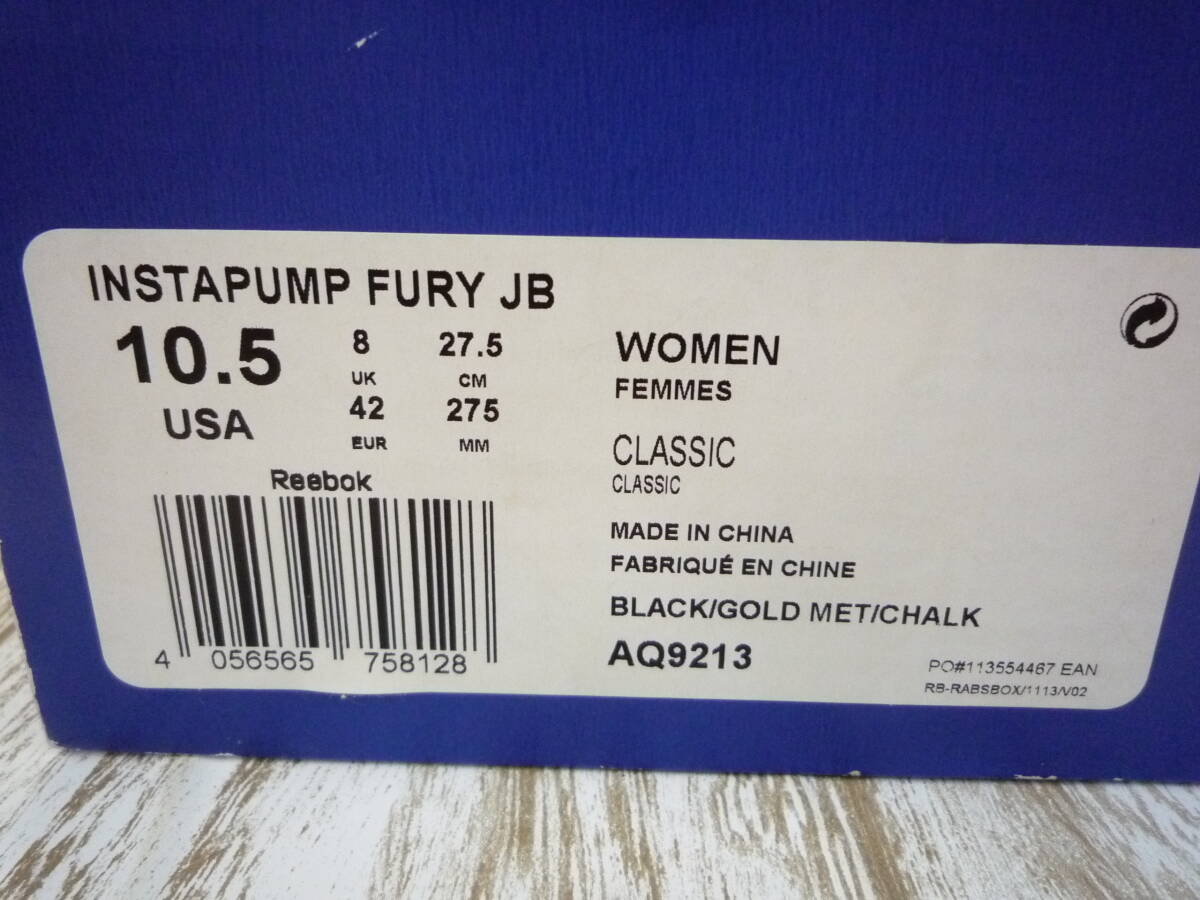 INSTAPUMP FURY JB
10.5
USA
8
UK
42
EUR
27.5
CM
275
MM
WOMEN
FEMMES
CLASSIC
CLASSIC
MADE IN CHINA
FABRIQUÉ EN CHINE
BLACK/GOLD MET/CHALK
AQ9213
Reebok
4 056565 758128
PO#113554467 EAN
RB-RABSBOX/1113/V02